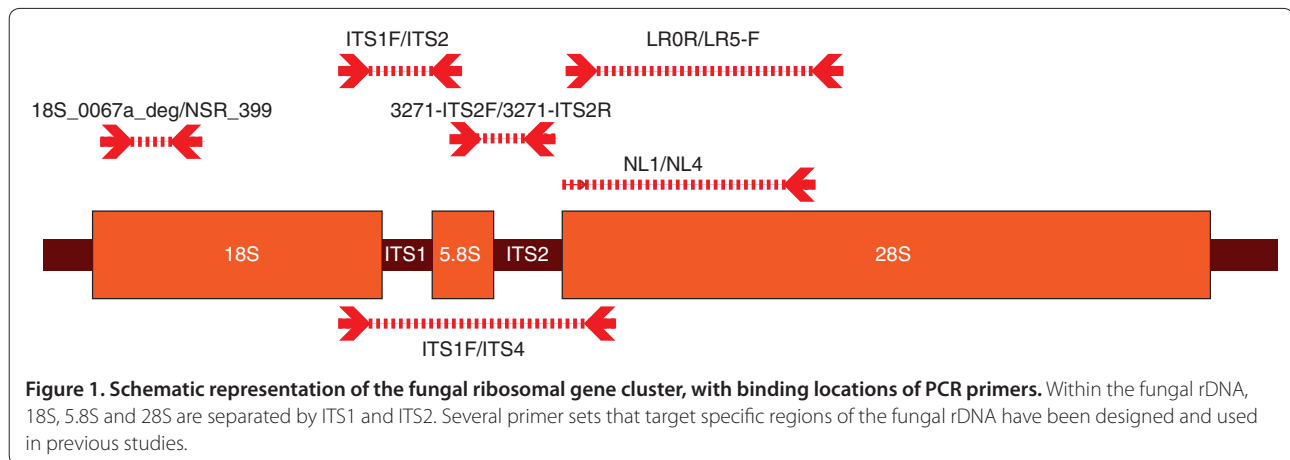 ITS1F/ITS2
LR0R/LR5-F
18S_0067a_deg/NSR_399
3271-ITS2F/3271-ITS2R
NL1/NL4
18S
ITS1
5.8S
ITS2
28S
ITS1F/ITS4
Figure 1. Schematic representation of the fungal ribosomal gene cluster, with binding locations of PCR primers. Within the fungal rDNA,
18S, 5.8S and 28S are separated by ITS1 and ITS2. Several primer sets that target specific regions of the fungal rDNA have been designed and used
in previous studies.